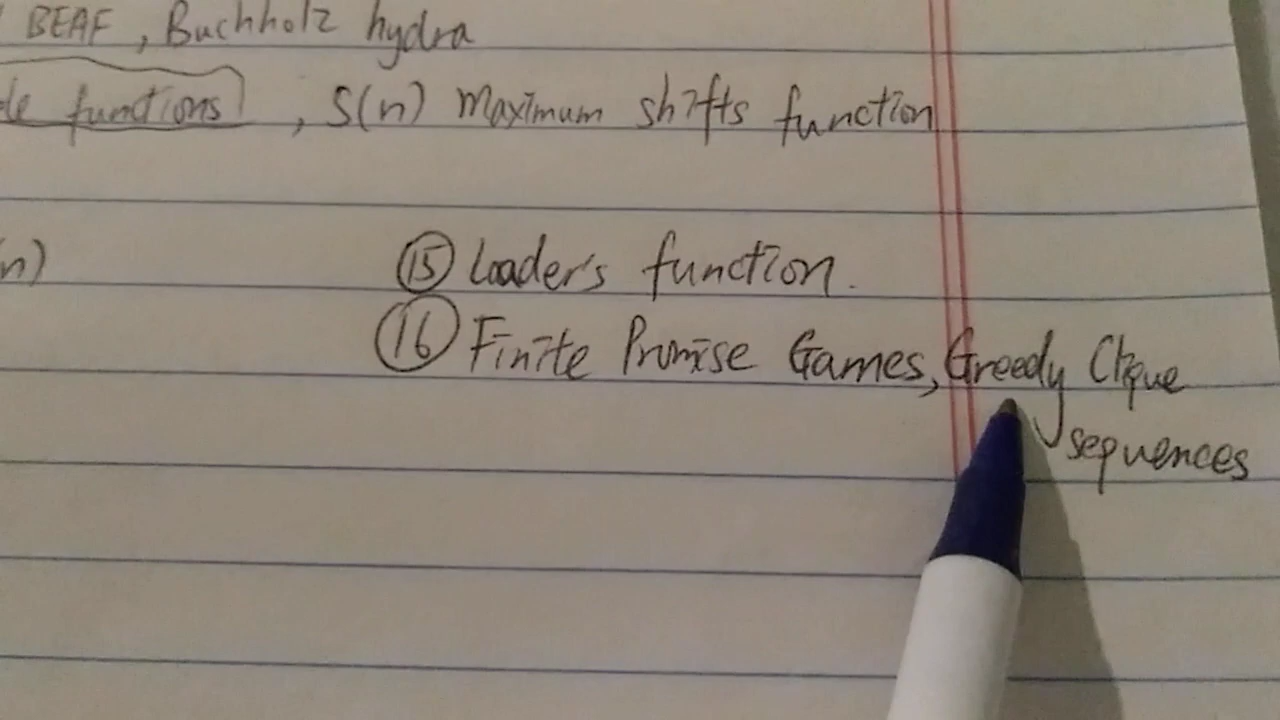 BEAF, Buchholz hydra
functions, S(n) Maximum shifts function
n) ⑮ Loader's function.
⑯ Finite Promise Games, Greedy Clique
sequences